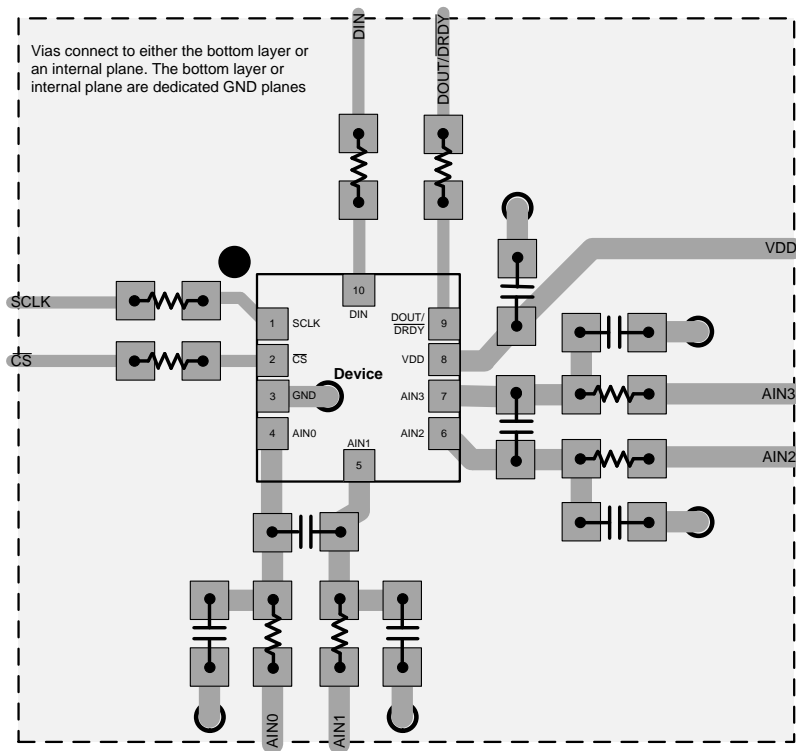 Vias connect to either the bottom layer or
an internal plane. The bottom layer or
internal plane are dedicated GND planes
DIN
DOUT/DRDY
VDD
SCLK
CS
10
DIN
1
SCLK
DOUT/
DRDY
9
2
CS
Device
VDD
8
3
GND
AIN3
7
AIN3
4
AIN0
AIN1
AIN2
6
5
AIN2
AIN0
AIN1